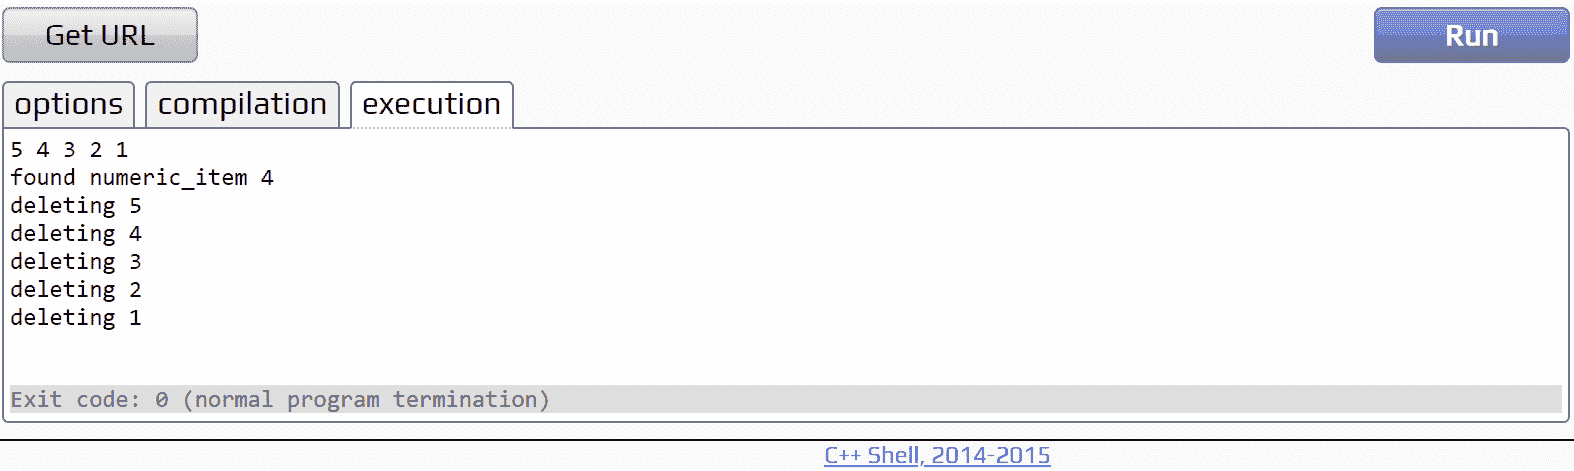 Get URL
Run
options compilation execution
5 4 3 2 1
found numeric_item 4
deleting 5
deleting 4
deleting 3
deleting 2
deleting 1
Exit code: 0 (normal program termination)
C++ Shell, 2014-2015